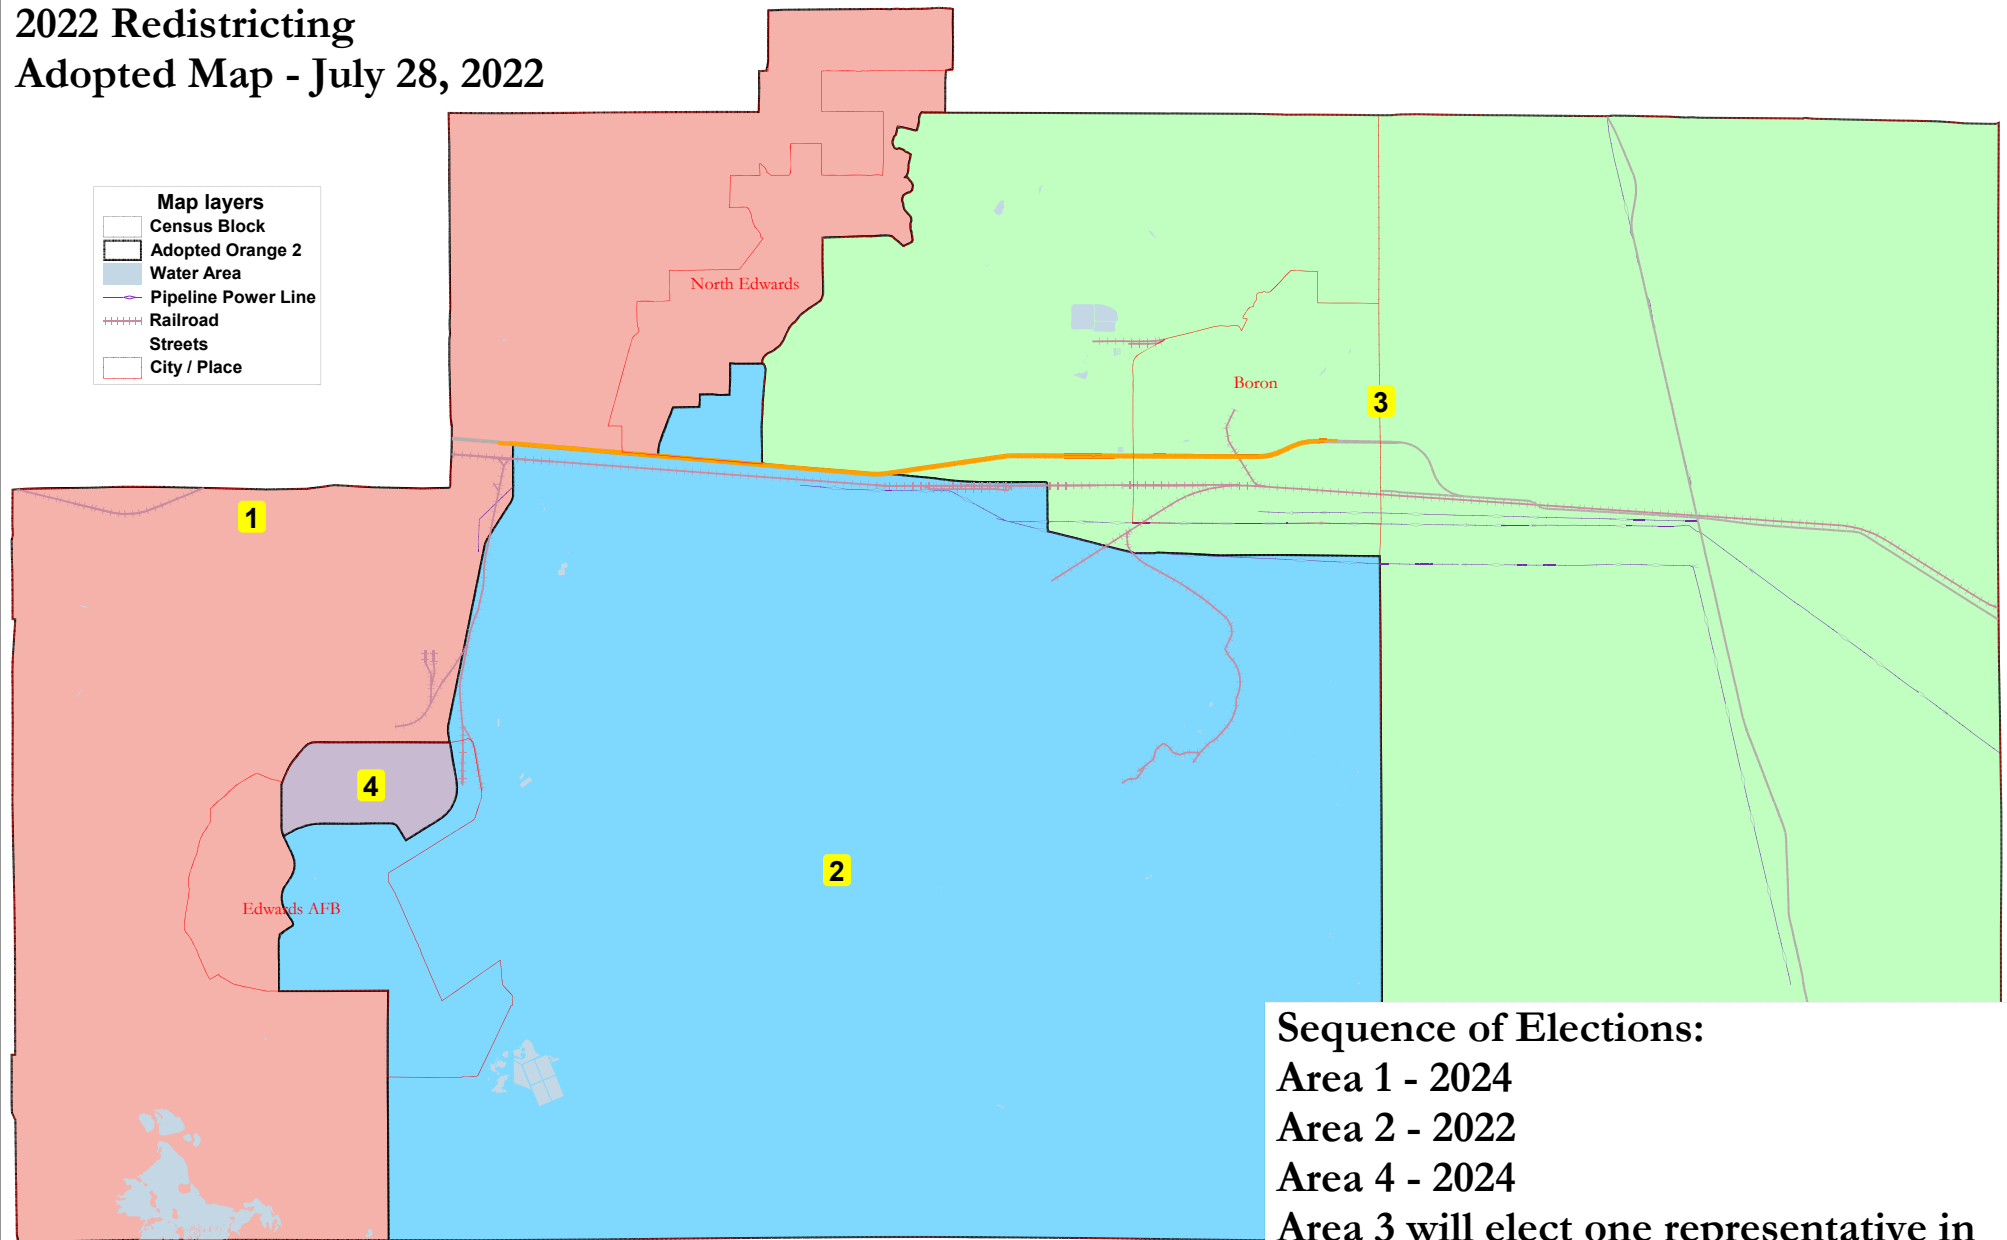 2022 Redistricting
Adopted Map - July 28, 2022
Map layers
Census Block
Adopted Orange 2
Water Area
Pipeline Power Line
Railroad
Streets
City / Place
North Edwards
Boron
3
1
4
2
Edwards AFB
Sequence of Elections:
Area 1 - 2024
Area 2 - 2022
Area 4 - 2024
Area 3 will elect one representative in